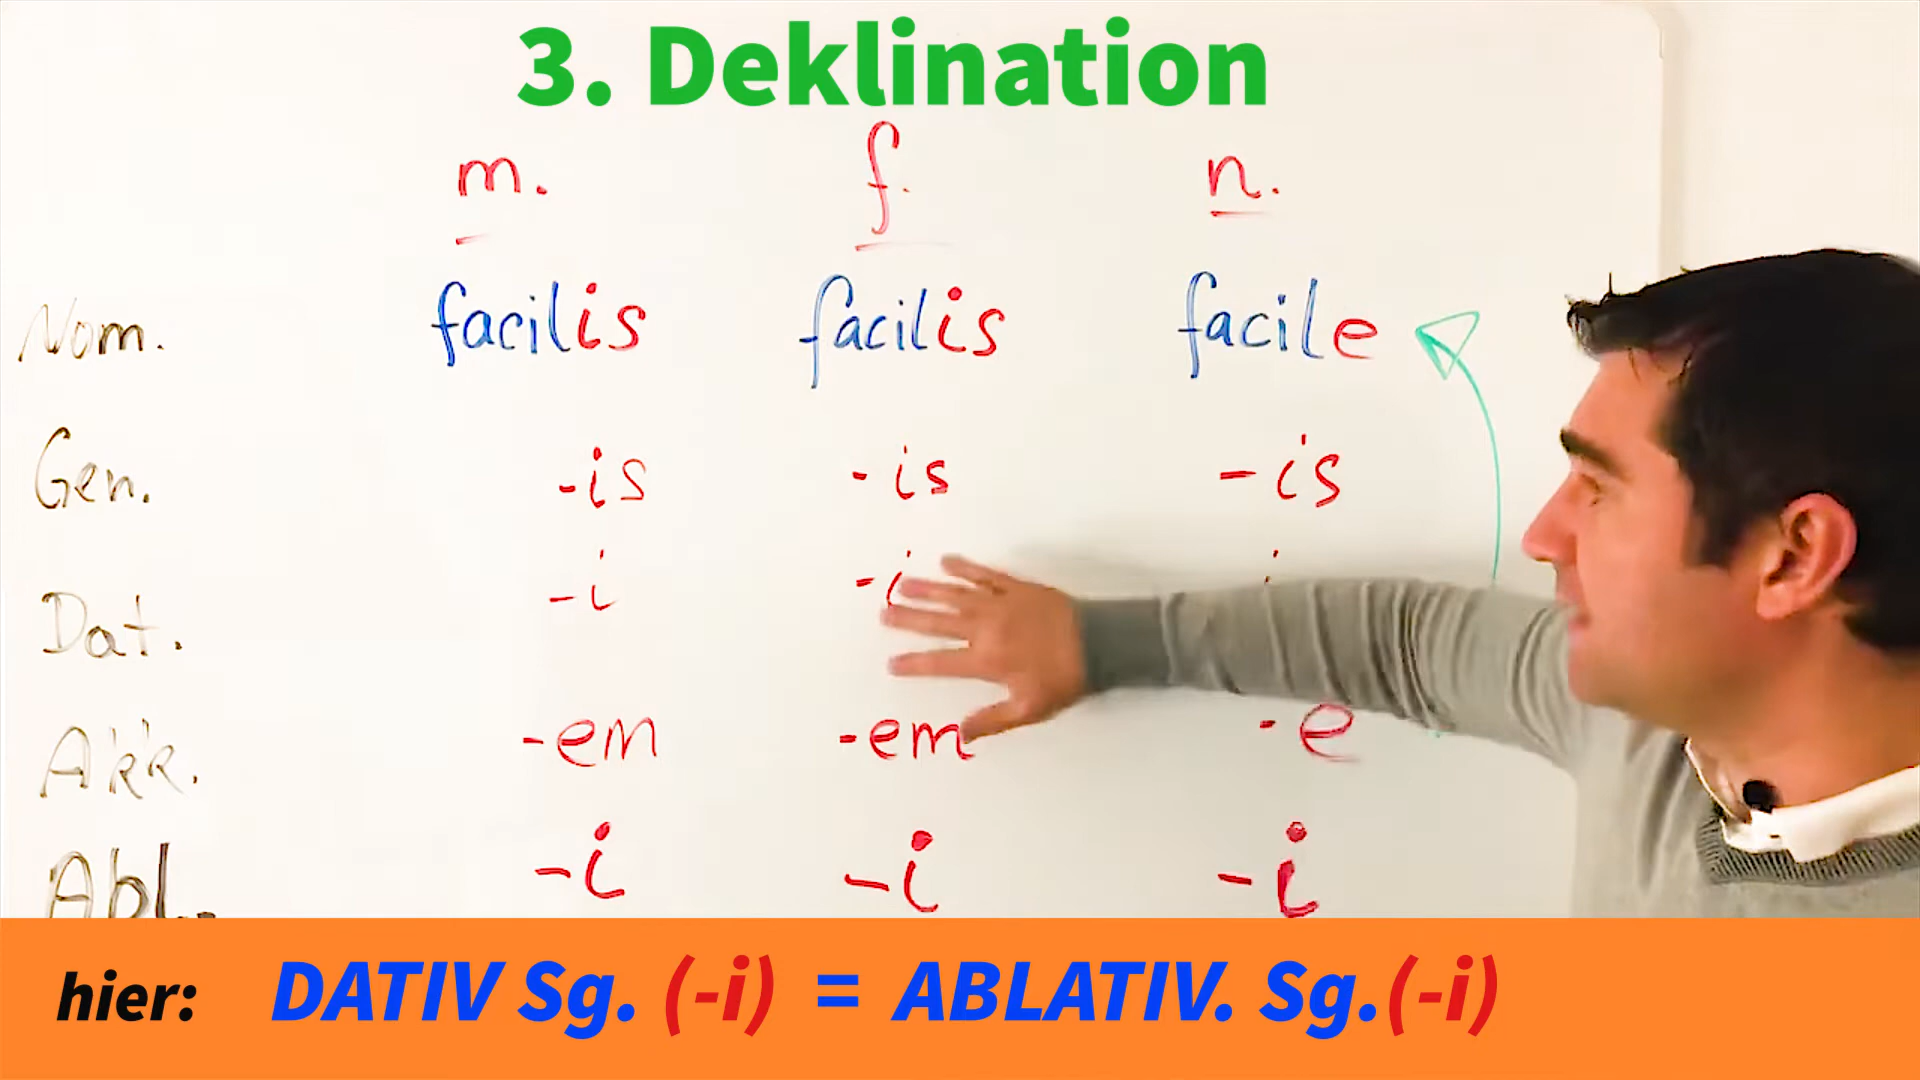 3. Deklination
m. f. n.
Nom. facilis facilis facile
Gen. -is -is -is
Dat. -i -i
Akk. -em -em -e
Abl. -i -i -i
hier: DATIV Sg. (-i) = ABLATIV. Sg.(-i)